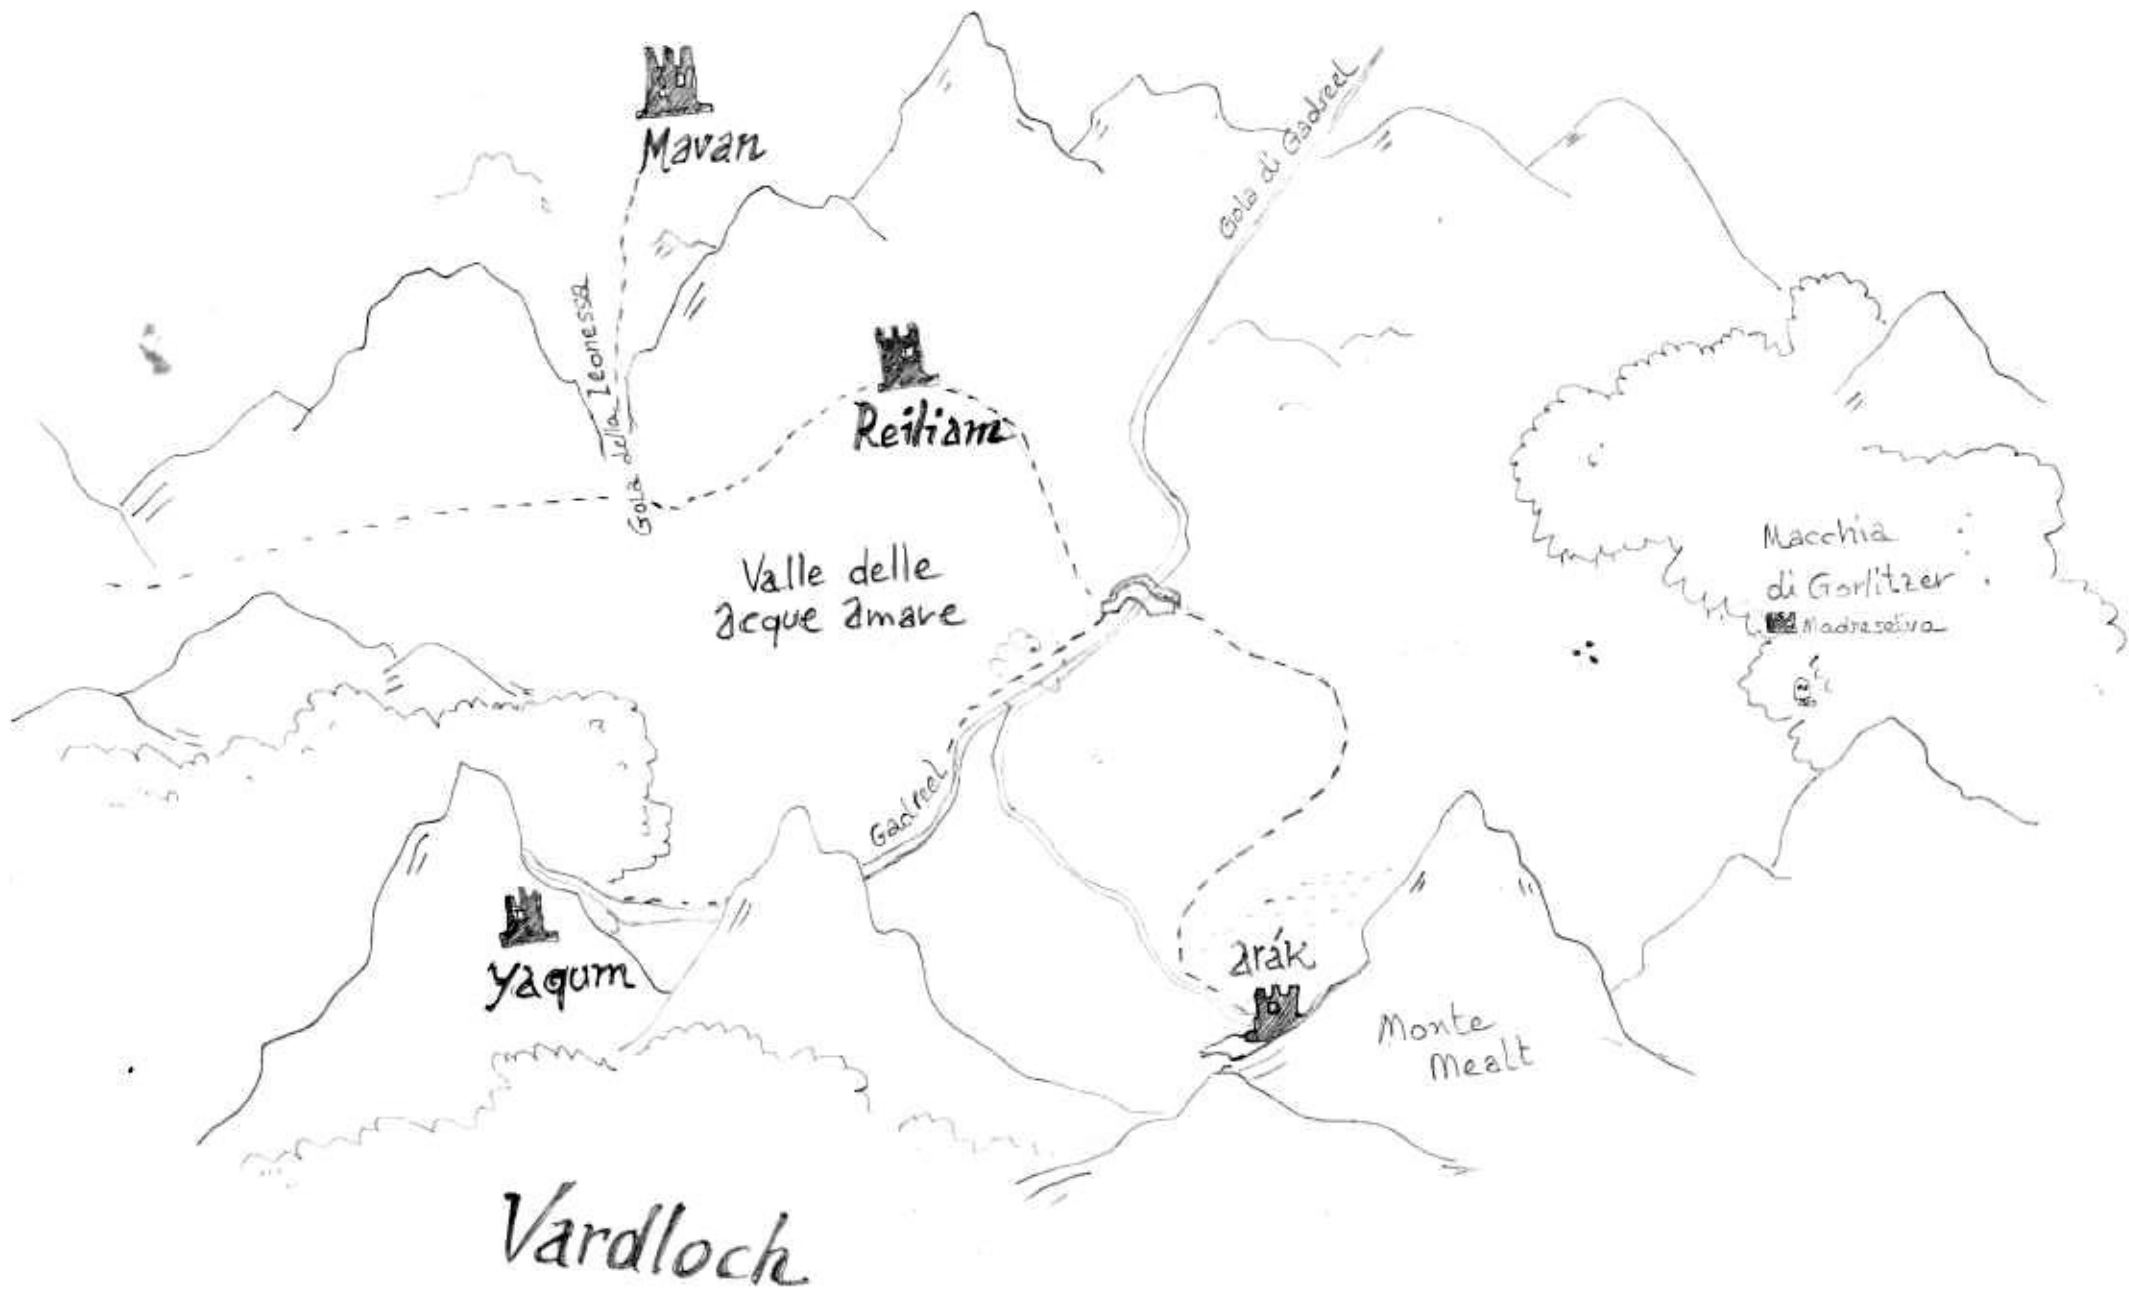 Mavan
Gola di Gadreel
Gola della Leonessa
Reiliam
Valle delle
acque amare
Macchia
di Gorlitzer
Madreselva
Gadreel
Yaqum
arák
Monte
Mealt
Vardloch